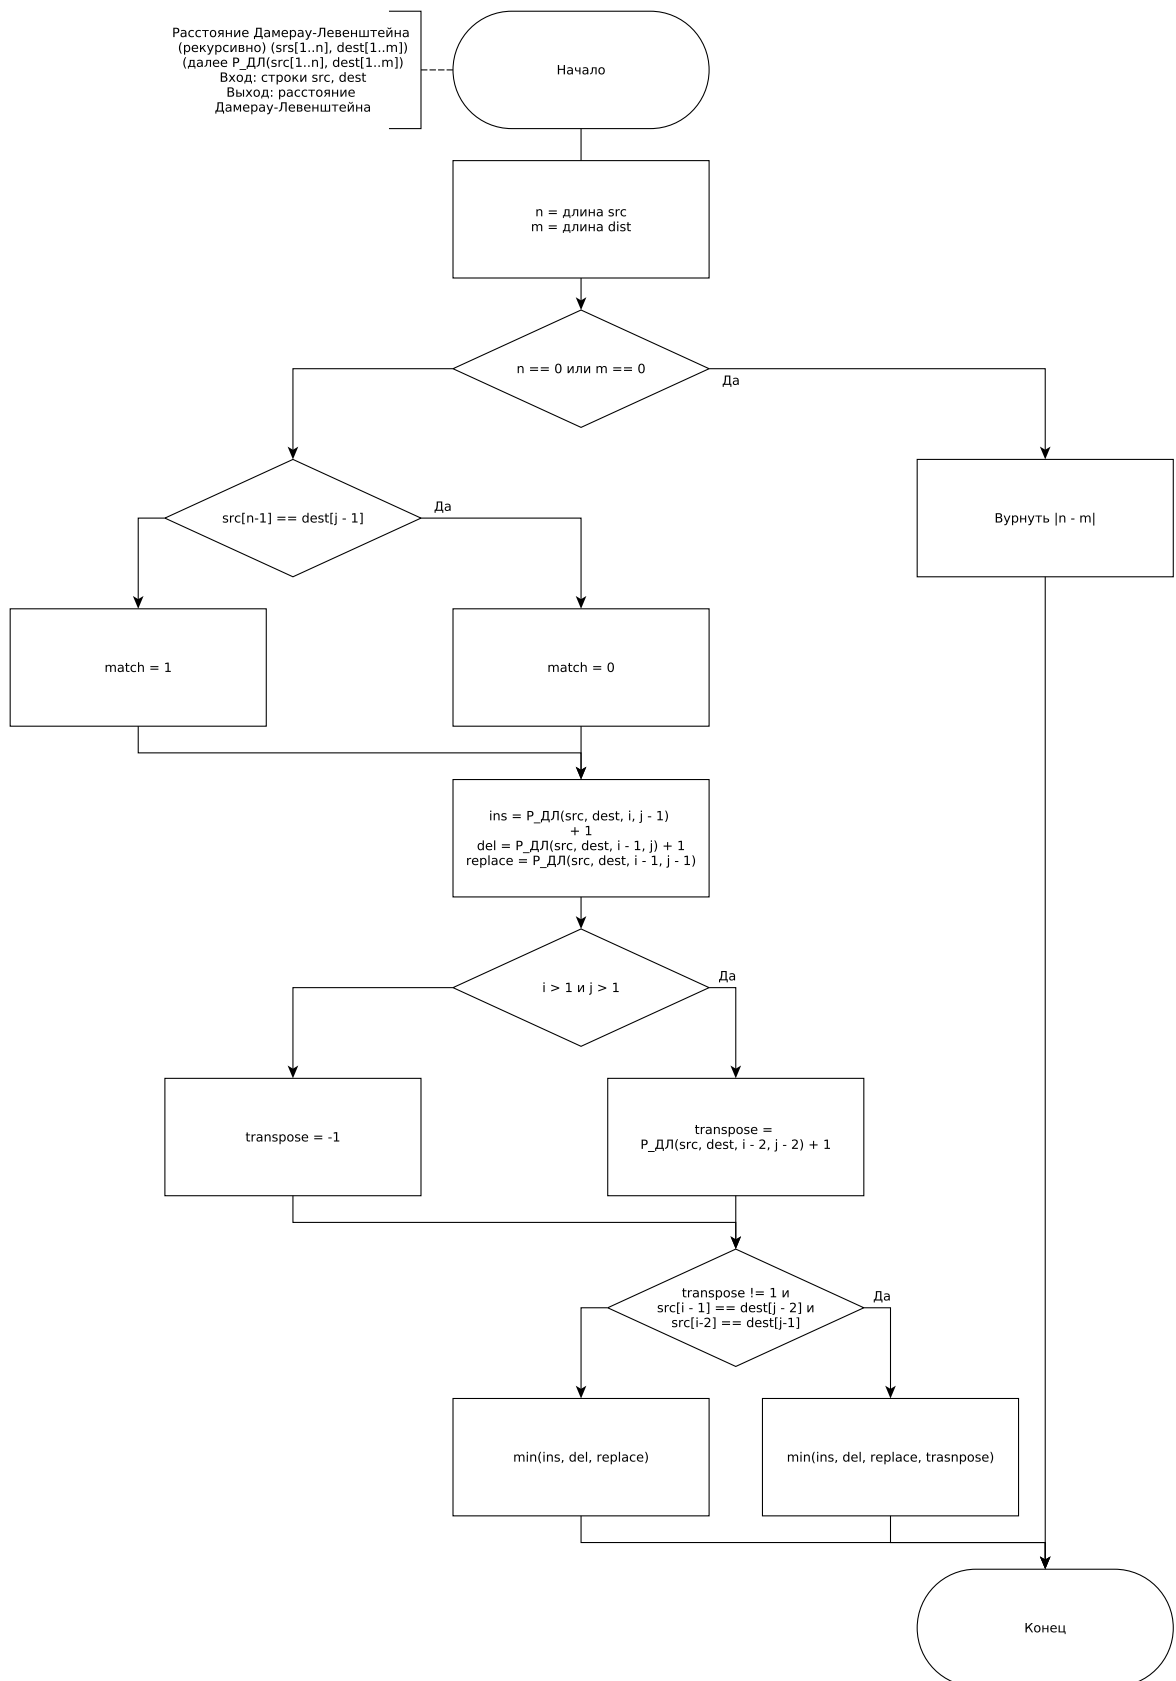 Расстояние Дамерау-Левенштейна
(рекурсивно) (srs[1..n], dest[1..m])
(далее Р_ДЛ(src[1..n], dest[1..m])
Вход: строки src, dest
Выход: расстояние
Дамерау-Левенштейна
Начало
n = длина src
m = длина dist
n == 0 или m == 0
Да
src[n-1] == dest[j - 1]
Да
Вурнуть |n - m|
match = 1
match = 0
ins = Р_ДЛ(src, dest, i, j - 1)
+ 1
del = Р_ДЛ(src, dest, i - 1, j) + 1
replace = Р_ДЛ(src, dest, i - 1, j - 1)
i > 1 и j > 1
Да
transpose = -1
transpose =
Р_ДЛ(src, dest, i - 2, j - 2) + 1
transpose != 1 и
src[i - 1] == dest[j - 2] и
src[i-2] == dest[j-1]
Да
min(ins, del, replace)
min(ins, del, replace, trasnpose)
Конец